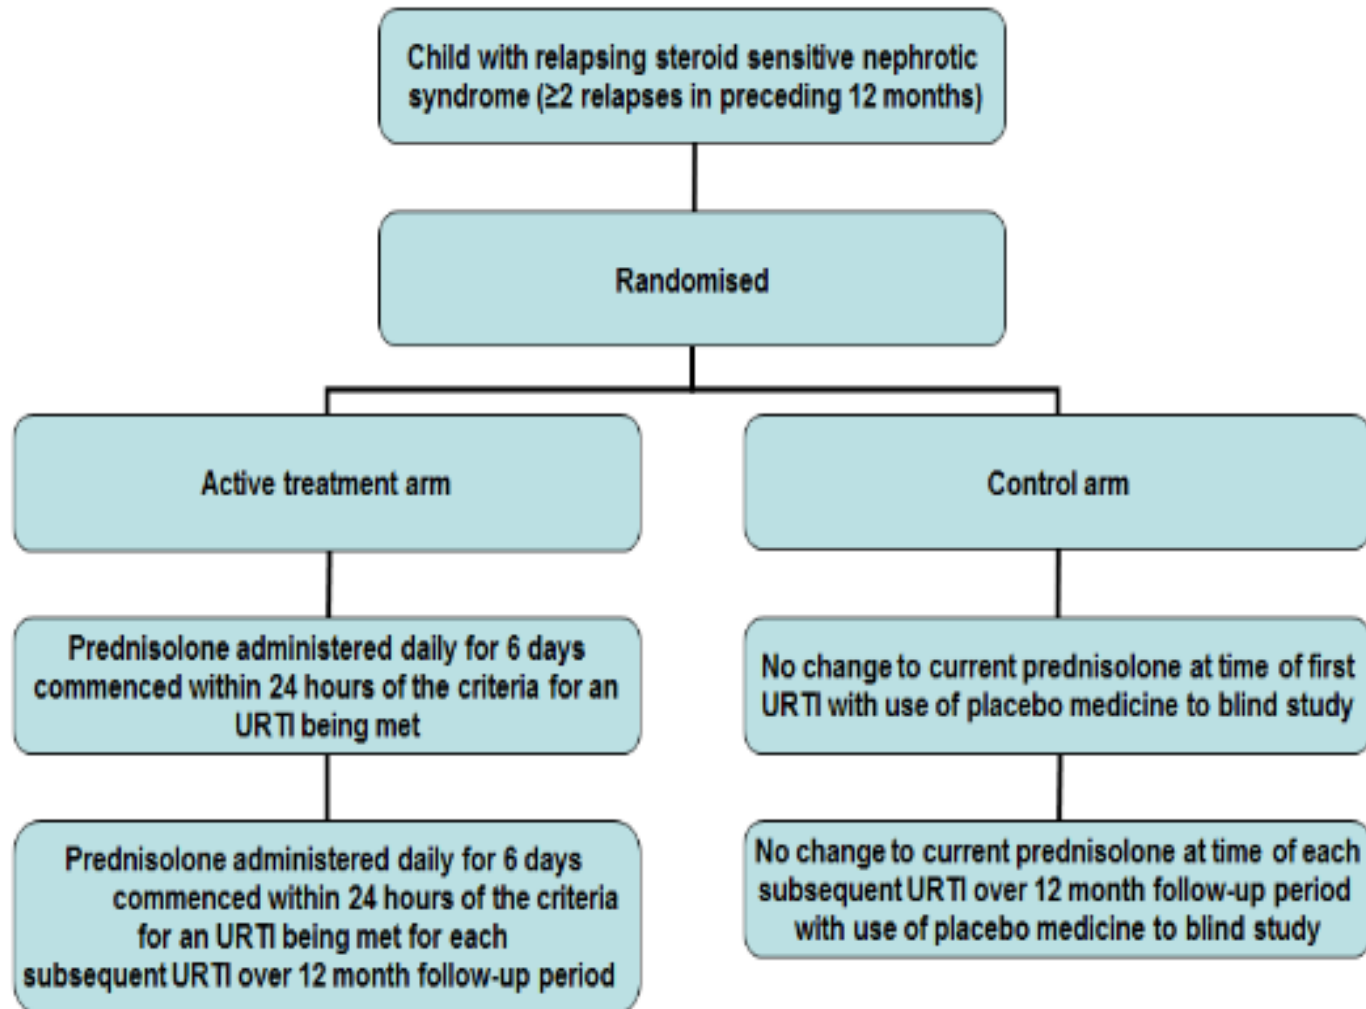 Child with relapsing steroid sensitive nephrotic
syndrome (≥2 relapses in preceding 12 months)
Randomised
Active treatment arm
Control arm
Prednisolone administered daily for 6 days
commenced within 24 hours of the criteria for an
URTI being met
No change to current prednisolone at time of first
URTI with use of placebo medicine to blind study
Prednisolone administered daily for 6 days
commenced within 24 hours of the criteria
for an URTI being met for each
subsequent URTI over 12 month follow-up period
No change to current prednisolone at time of each
subsequent URTI over 12 month follow-up period
with use of placebo medicine to blind study